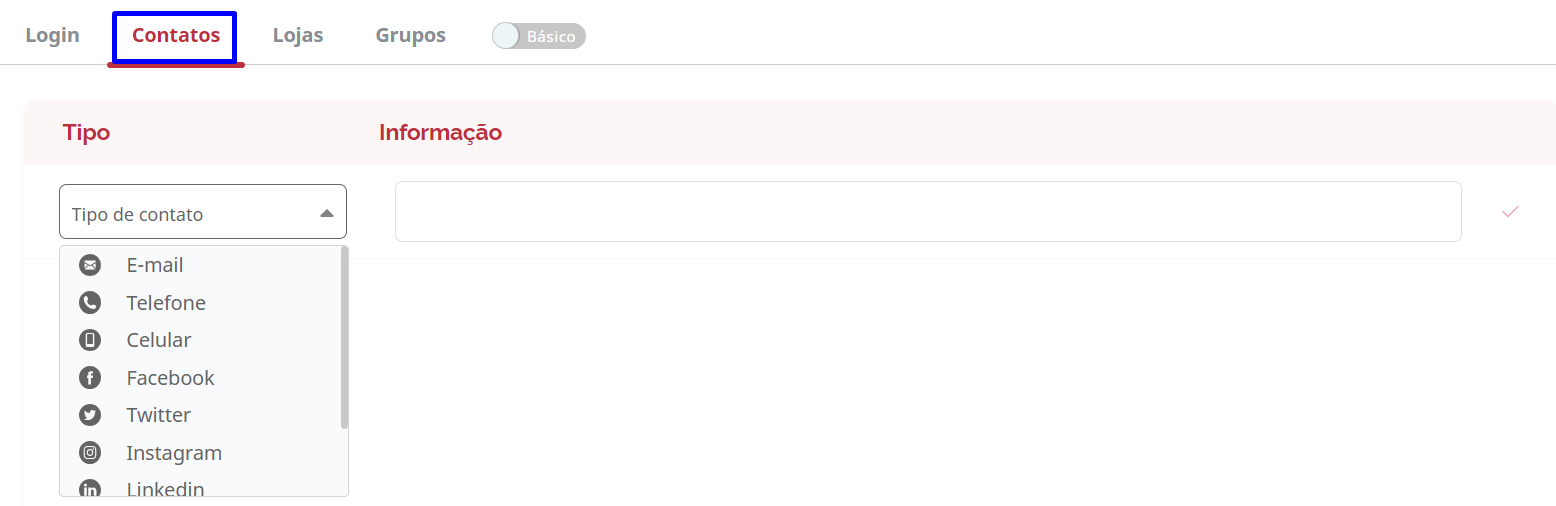 Login Contatos Lojas Grupos Básico
Tipo Informação
Tipo de contato
E-mail
Telefone
Celular
Facebook
Twitter
Instagram
Linkedin